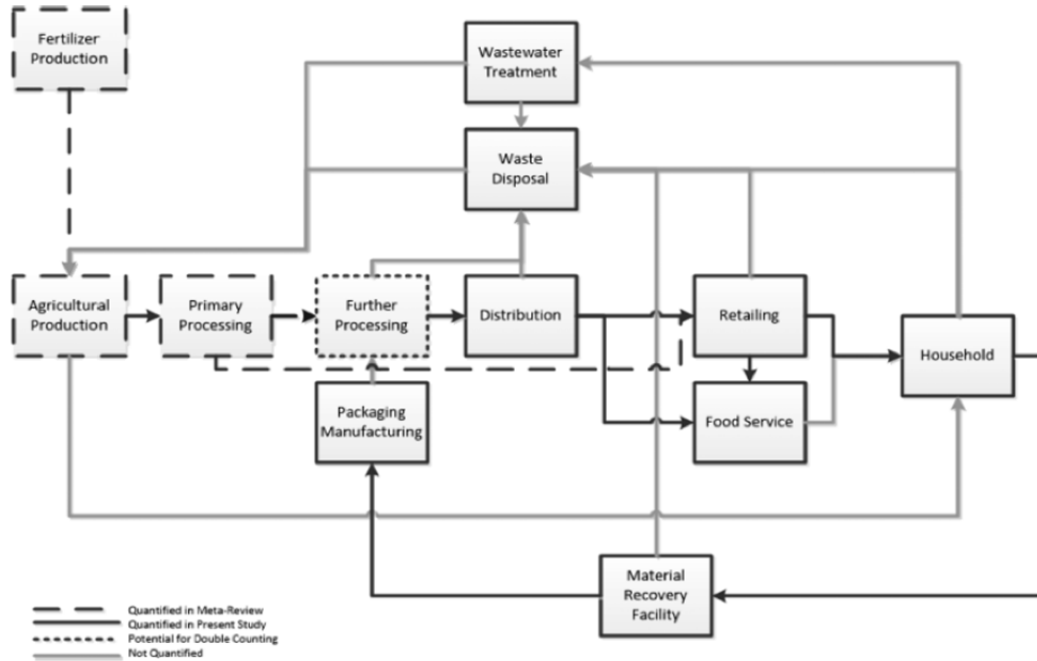 Fertilizer
Production
Wastewater
Treatment
Waste
Disposal
Agricultural
Production
Primary
Processing
Further
Processing
Distribution
Retailing
Household
Packaging
Manufacturing
Food Service
Material
Recovery
Facility
Quantified in Meta-Review
Quantified in Present Study
Potential for Double Counting
Not Quantified